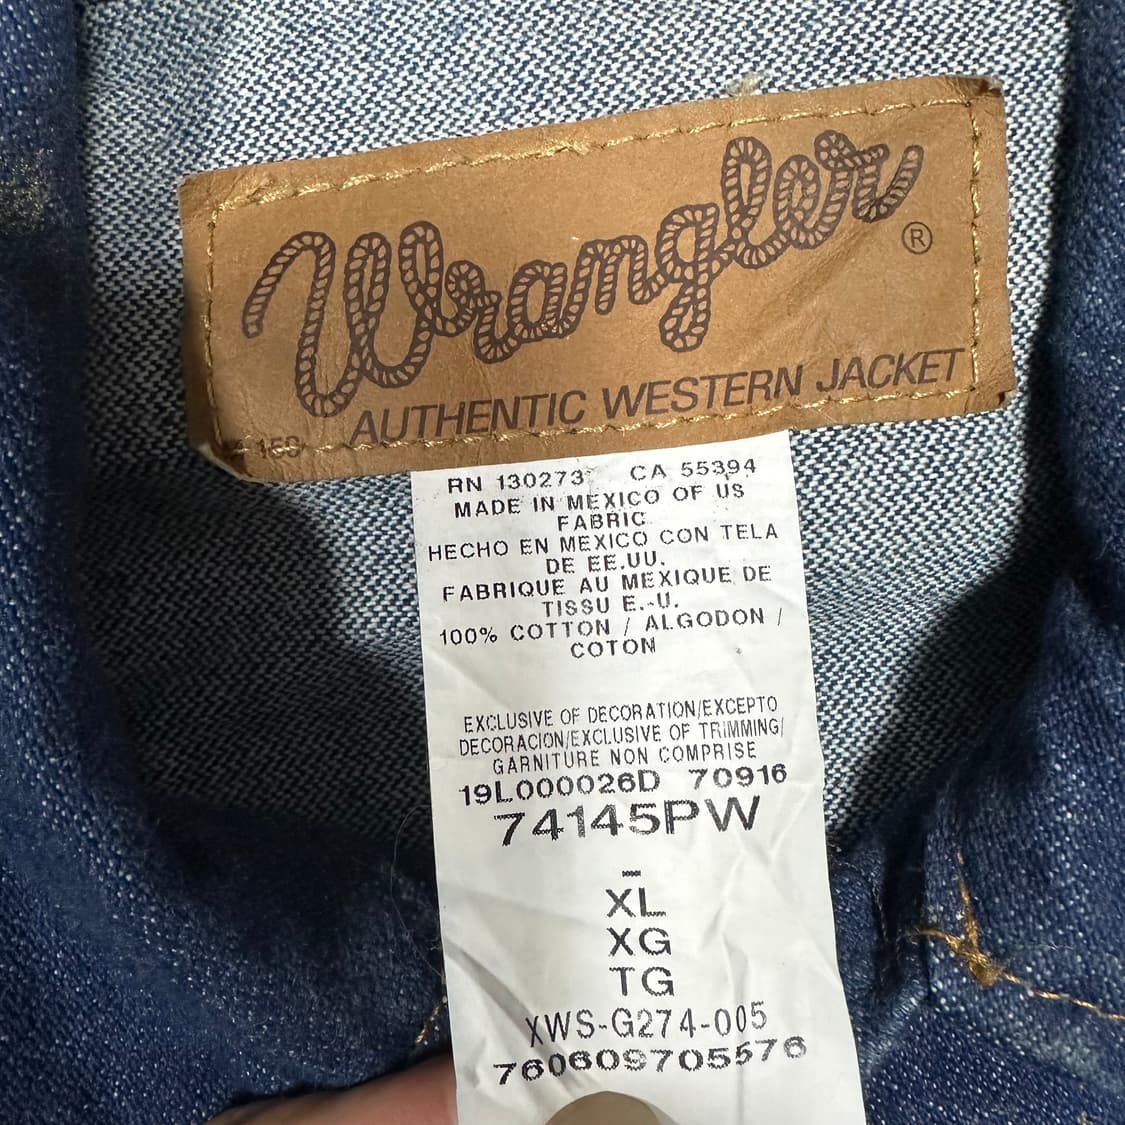 Wrangler ®
AUTHENTIC WESTERN JACKET
RN 130273 CA 55394
MADE IN MEXICO OF US
FABRIC
HECHO EN MEXICO CON TELA
DE EE.UU.
FABRIQUE AU MEXIQUE DE
TISSU E.-U.
100% COTTON / ALGODON /
COTON
EXCLUSIVE OF DECORATION/EXCEPTO
DECORACION/EXCLUSIVE OF TRIMMING/
GARNITURE NON COMPRISE
19L000026D 70916
74145PW
-
XL
XG
TG
XWS-G274-005
760609705576